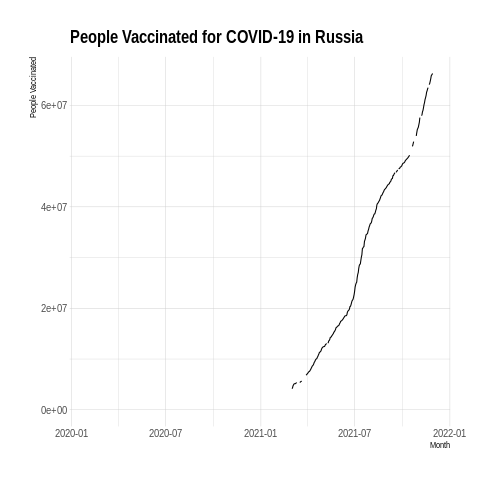 People Vaccinated for COVID-19 in Russia
People Vaccinated
6e+07
4e+07
2e+07
0e+00
2020-01 2020-07 2021-01 2021-07 2022-01
Month